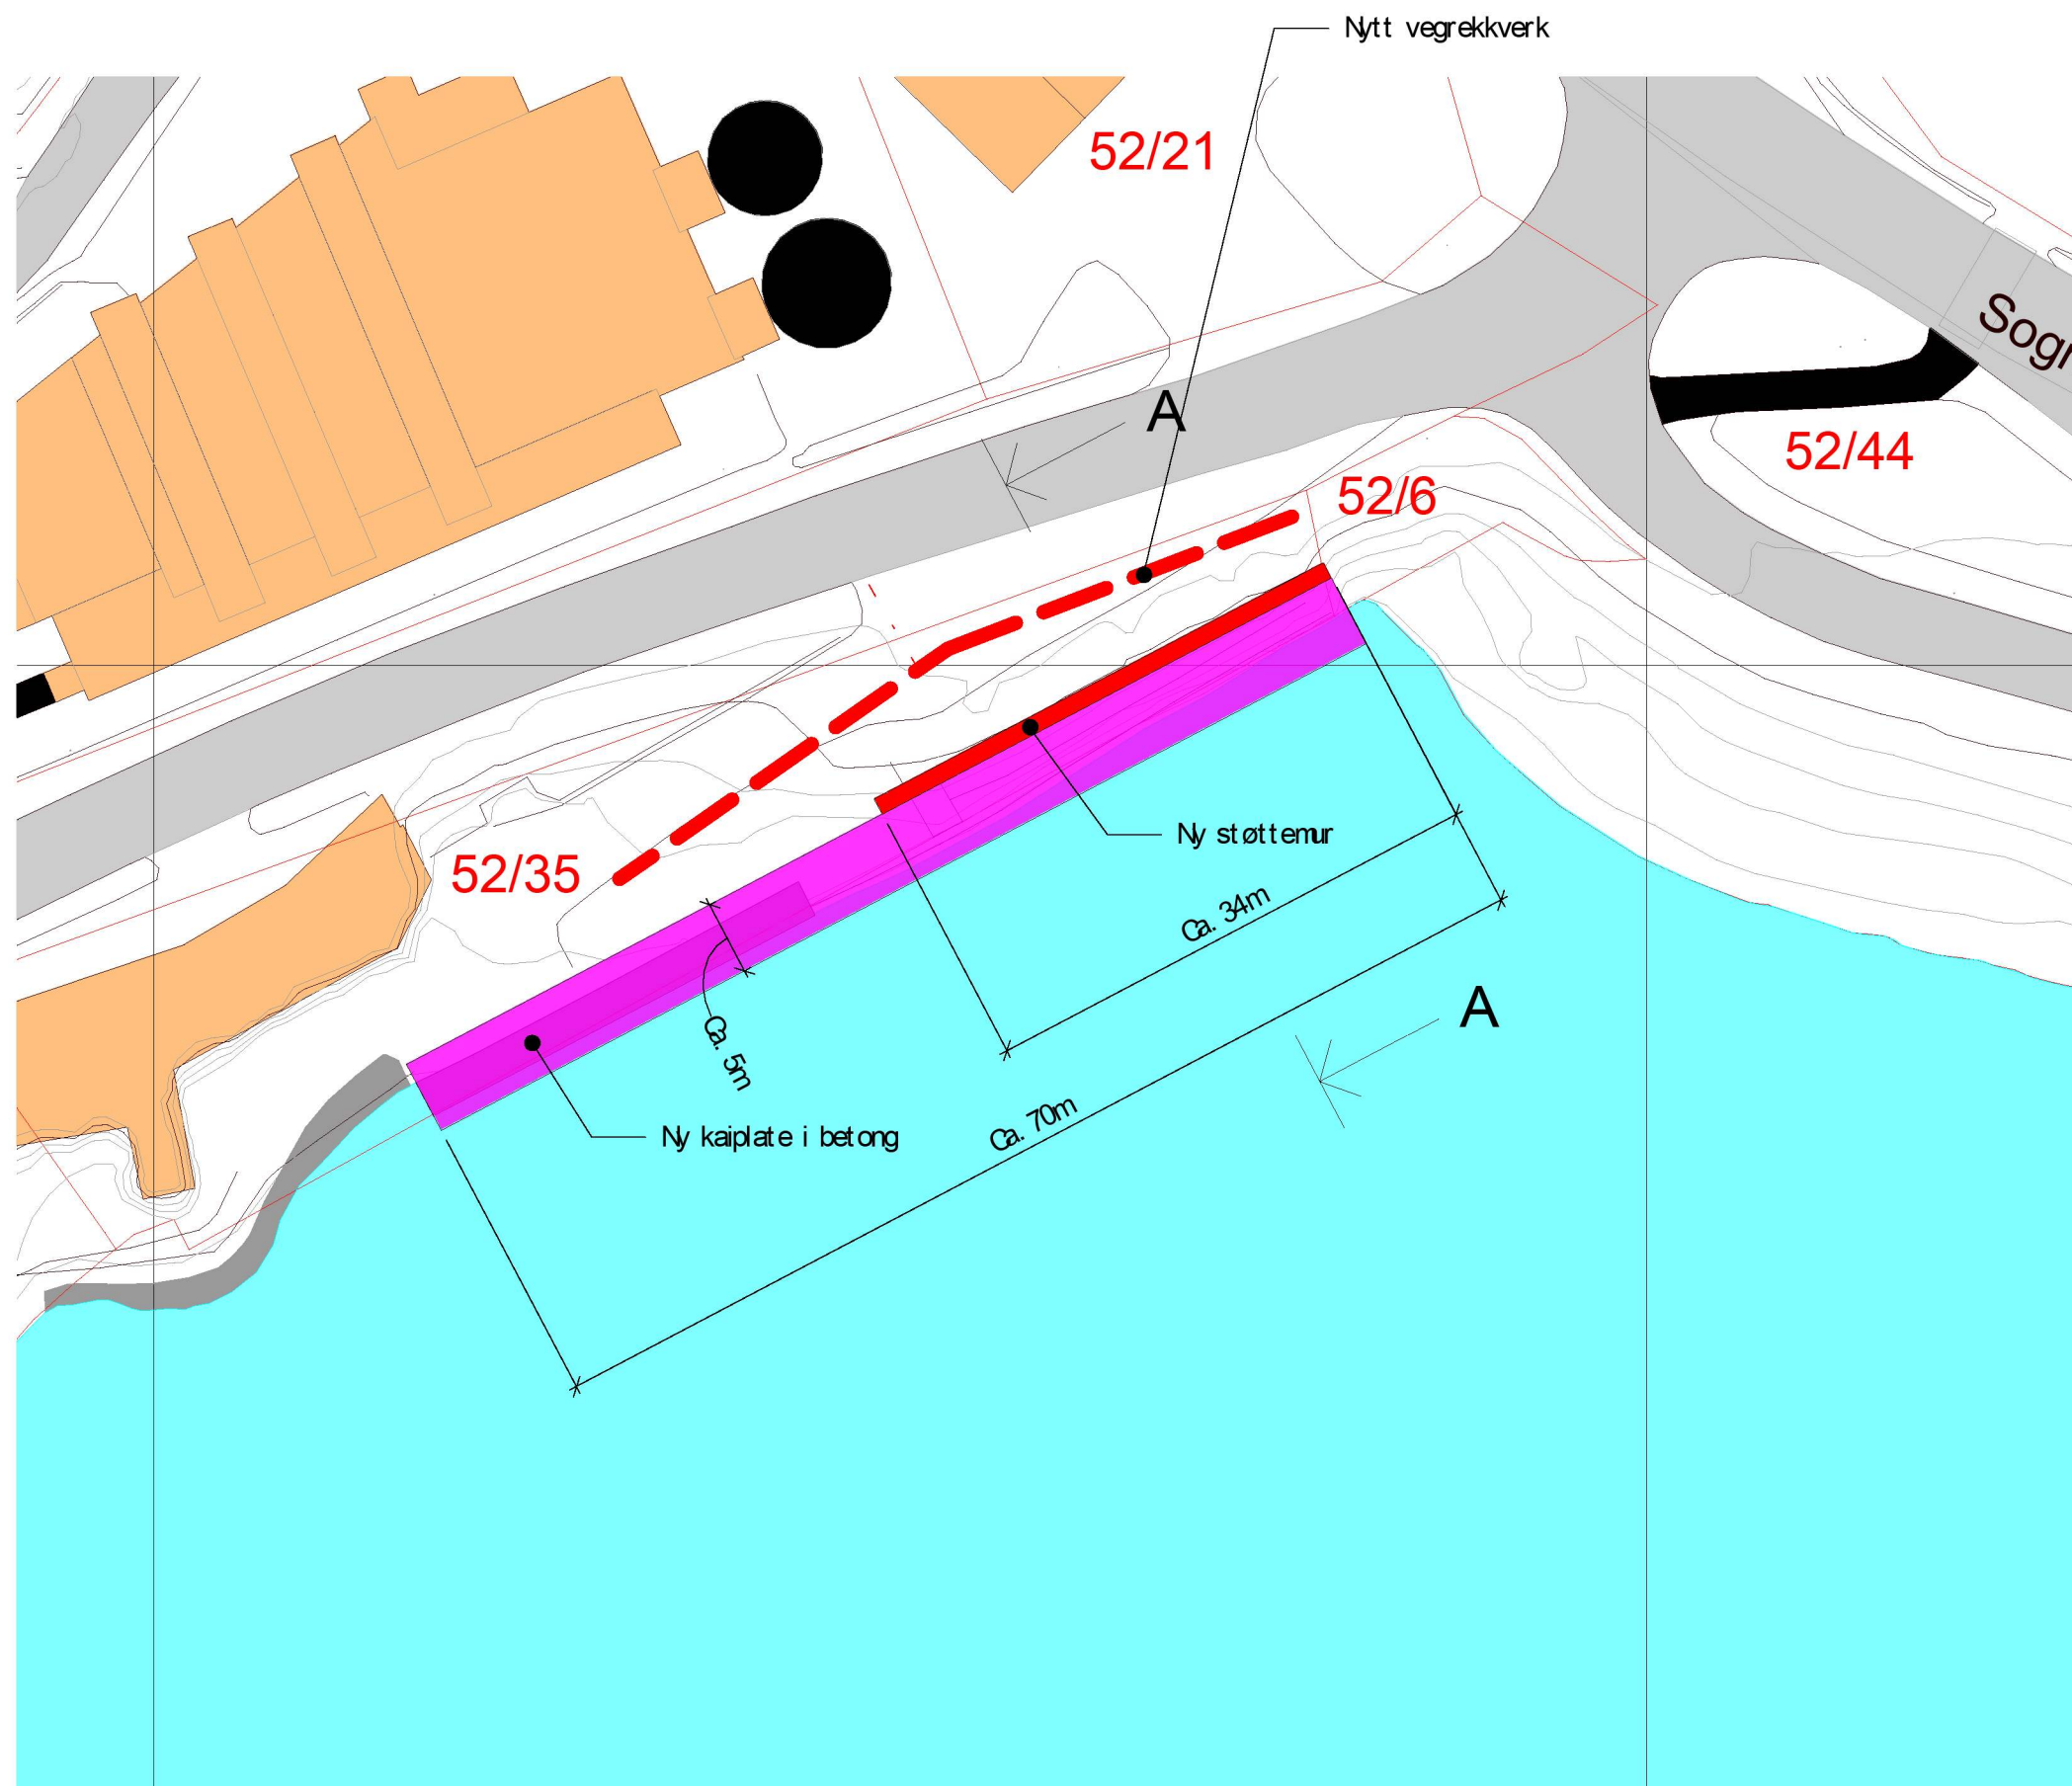 Nytt vegrekkverk
52/21
Sogn
A
52/44
52/6
Ny støttemur
52/35
Ca. 34m
A
Ca. 5m
Ca. 70m
Ny kaiplate i betong